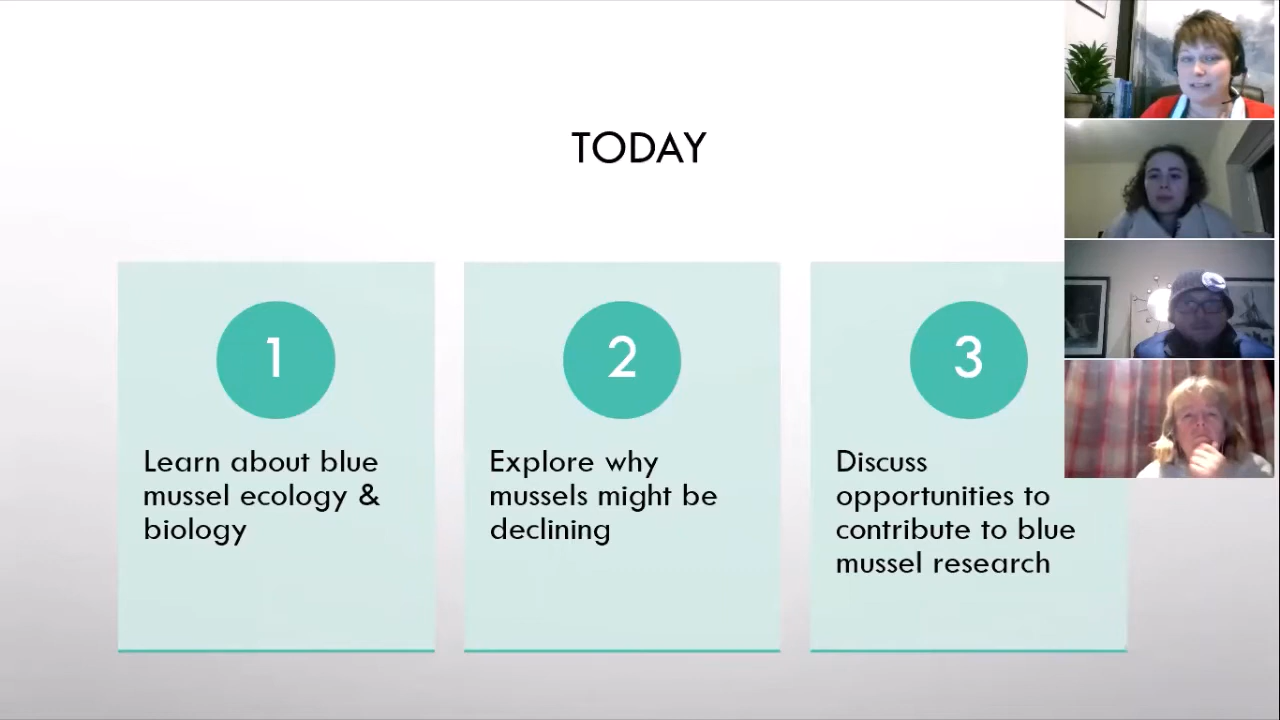 TODAY
1
Learn about blue
mussel ecology &
biology
2
Explore why
mussels might be
declining
3
Discuss
opportunities to
contribute to blue
mussel research